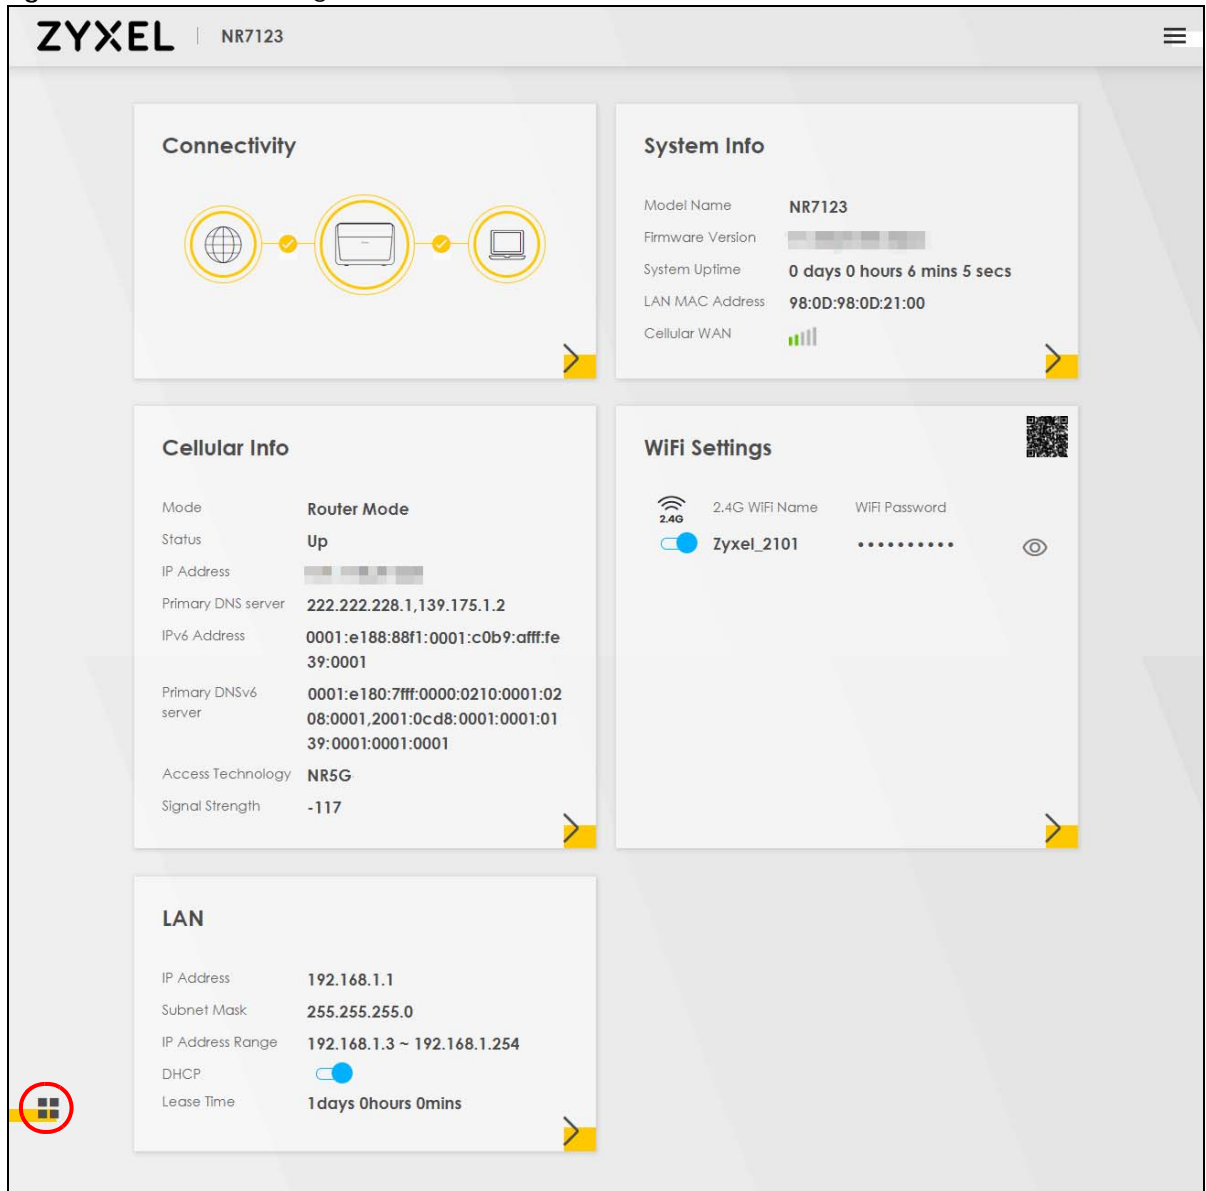 ZYXEL NR7123
Connectivity
System Info
Model Name NR7123
Firmware Version
System Uptime 0 days 0 hours 6 mins 5 secs
LAN MAC Address 98:0D:98:0D:21:00
Cellular WAN
Cellular Info
Mode Router Mode
Status Up
IP Address
Primary DNS server 222.222.228.1,139.175.1.2
IPv6 Address 0001:e188:88f1:0001:c0b9:afff:fe
39:0001
Primary DNSv6
server
0001:e180:7fff:0000:0210:0001:02
08:0001,2001:0cd8:0001:0001:01
39:0001:0001:0001
Access Technology NR5G
Signal Strength -117
WiFi Settings
2.4G
2.4G WiFi Name WiFi Password
Zyxel_2101 ••••••••••
LAN
IP Address 192.168.1.1
Subnet Mask 255.255.255.0
IP Address Range 192.168.1.3 ~ 192.168.1.254
DHCP
Lease Time 1days 0hours 0mins